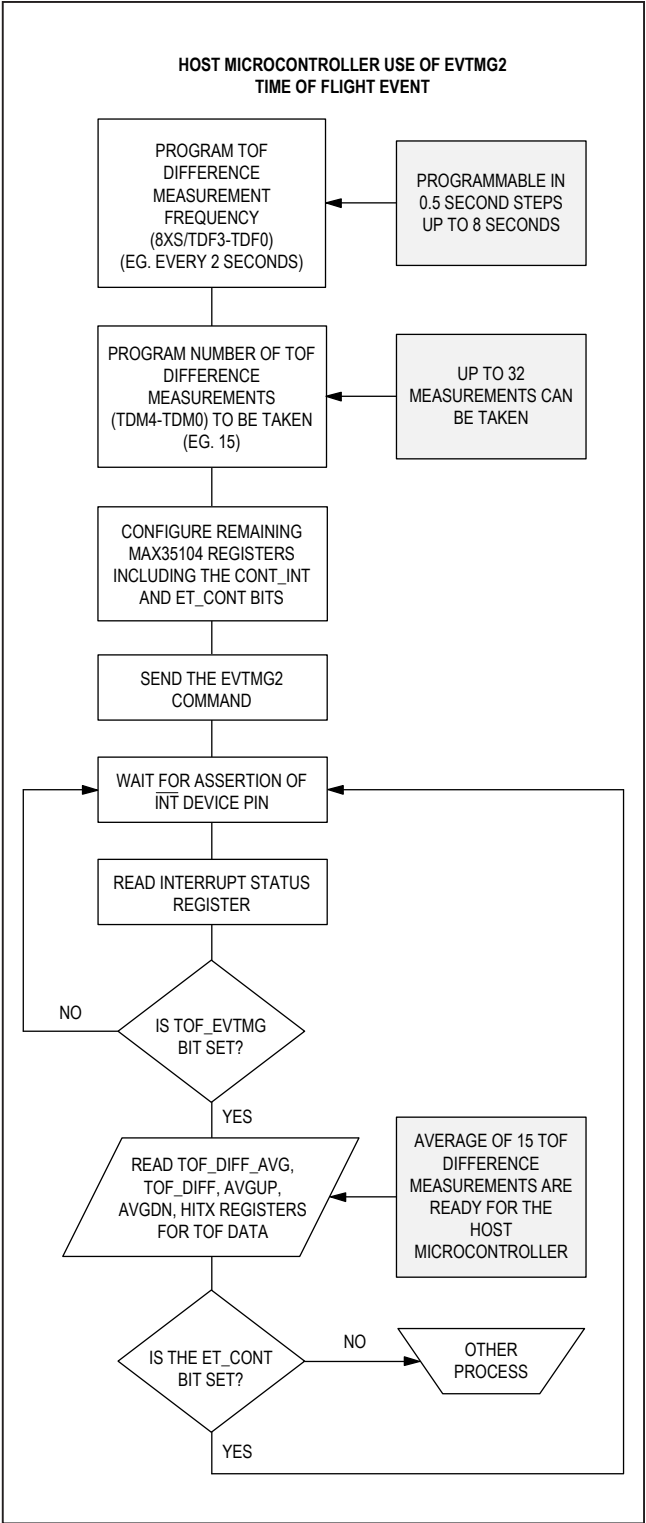 HOST MICROCONTROLLER USE OF EVTMG2
TIME OF FLIGHT EVENT
PROGRAM TOF
DIFFERENCE
MEASUREMENT
FREQUENCY
(8XS/TDF3-TDF0)
(EG. EVERY 2 SECONDS)
PROGRAMMABLE IN
0.5 SECOND STEPS
UP TO 8 SECONDS
PROGRAM NUMBER OF TOF
DIFFERENCE
MEASUREMENTS
(TDM4-TDM0) TO BE TAKEN
(EG. 15)
UP TO 32
MEASUREMENTS CAN
BE TAKEN
CONFIGURE REMAINING
MAX35104 REGISTERS
INCLUDING THE CONT_INT
AND ET_CONT BITS
SEND THE EVTMG2
COMMAND
WAIT FOR ASSERTION OF
INT DEVICE PIN
READ INTERRUPT STATUS
REGISTER
NO
IS TOF_EVTMG
BIT SET?
YES
READ TOF_DIFF_AVG,
TOF_DIFF, AVGUP,
AVGDN, HITX REGISTERS
FOR TOF DATA
AVERAGE OF 15 TOF
DIFFERENCE
MEASUREMENTS ARE
READY FOR THE
HOST
MICROCONTROLLER
IS THE ET_CONT
BIT SET?
NO
OTHER
PROCESS
YES